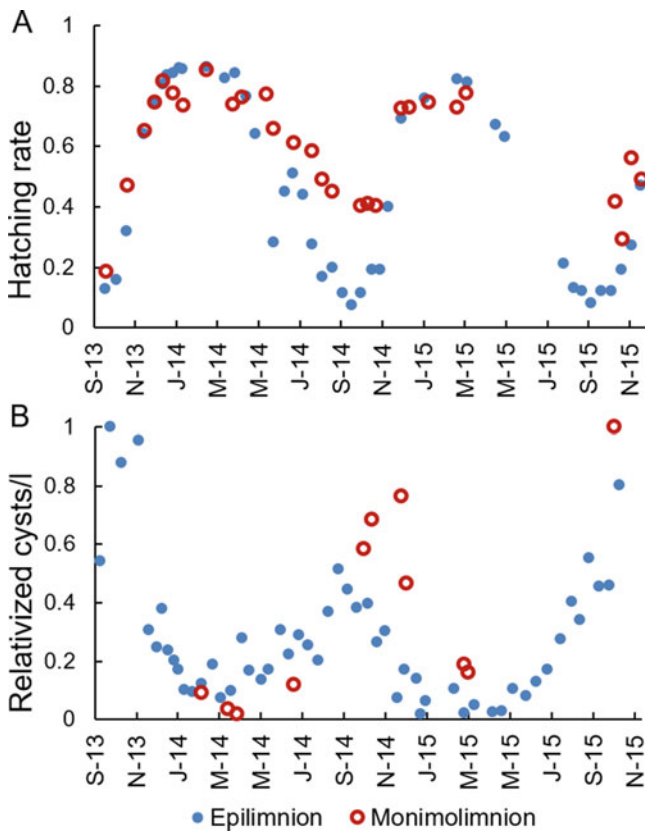 A
Hatching rate
1
0.8
0.6
0.4
0.2
0
S-13
N-13
J-14
M-14
M-14
J-14
S-14
N-14
J-15
M-15
M-15
J-15
S-15
N-15
B
Relativized cysts/l
1
0.8
0.6
0.4
0.2
0
S-13
N-13
J-14
M-14
M-14
J-14
S-14
N-14
J-15
M-15
M-15
J-15
S-15
N-15
Epilimnion Monimolimnion